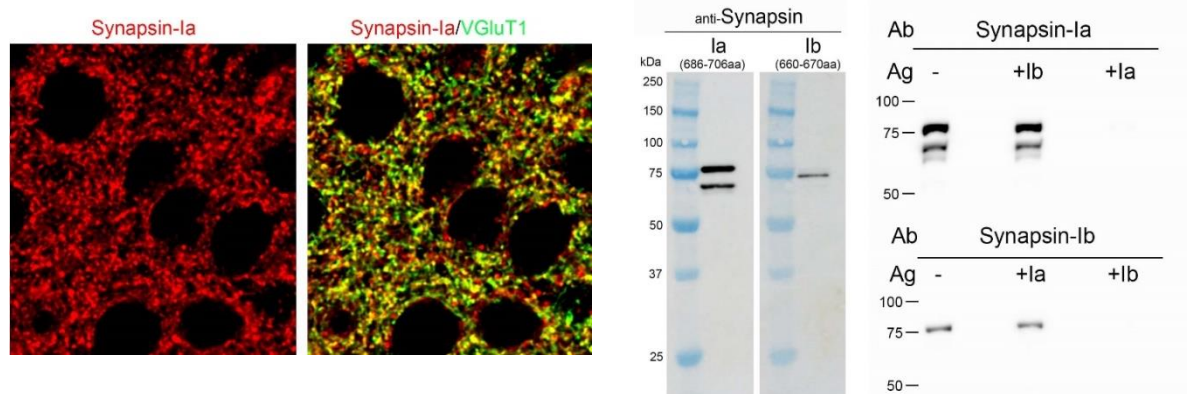 Synapsin-Ia
Synapsin-Ia/VGluT1
anti-Synapsin
Ia Ib
kDa (686-706aa) (660-670aa)
250
150
100
75
50
37
25
Ab Synapsin-Ia
Ag - +Ib +Ia
100
75
50
Ab Synapsin-Ib
Ag - +Ia +Ib
100
75
50